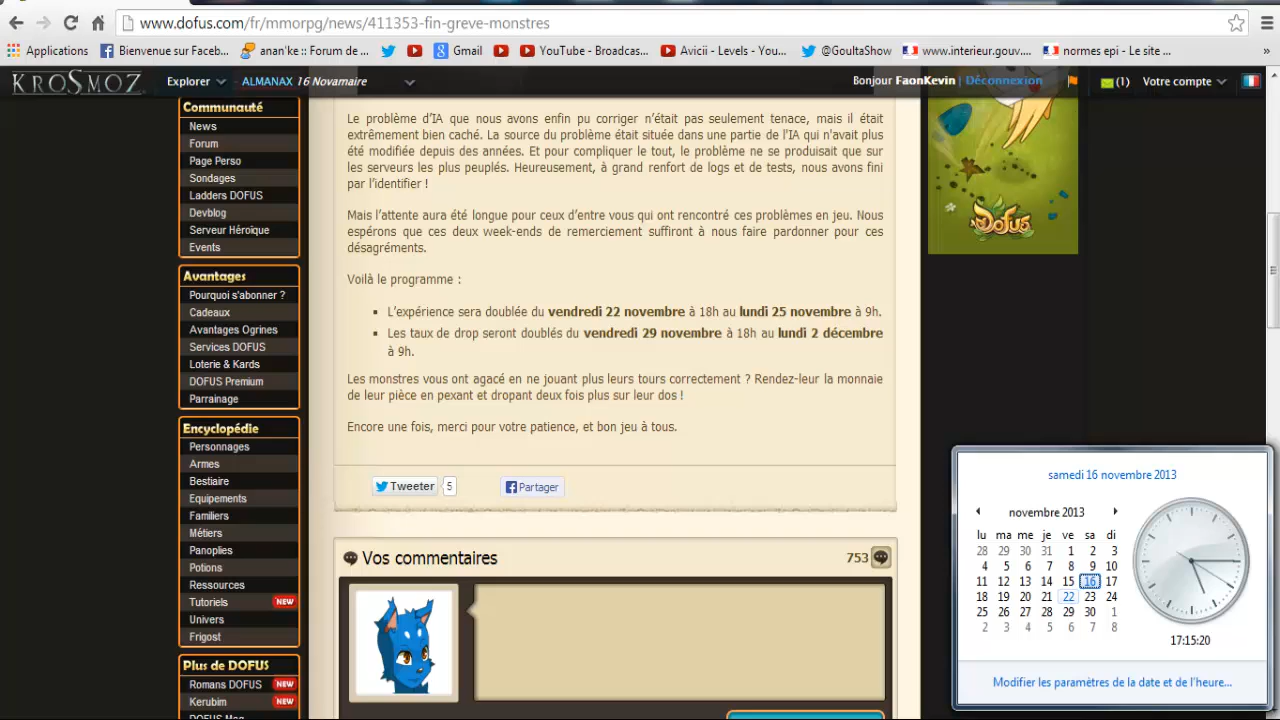 www.dofus.com/fr/mmorpg/news/411353-fin-greve-monstres
Applications
Bienvenue sur Faceb...
anan'ke :: Forum de ...
Gmail
YouTube - Broadcas...
Avicii - Levels - You...
@GoultaShow
www.interieur.gouv....
normes epi - Le site ...
KROSMOZ
Explorer
ALMANAX 16 Novamaire
Bonjour FaonKevin | Déconnexion
(1)
Votre compte
Communauté
News
Forum
Page Perso
Sondages
Ladders DOFUS
Devblog
Serveur Héroïque
Events
Avantages
Pourquoi s'abonner ?
Cadeaux
Avantages Ogrines
Services DOFUS
Loterie & Kards
DOFUS Premium
Parrainage
Encyclopédie
Personnages
Armes
Bestiaire
Equipements
Familiers
Métiers
Panoplies
Potions
Ressources
Tutoriels NEW
Univers
Frigost
Plus de DOFUS
Romans DOFUS NEW
Kerubim NEW
DOFUS Mag
Le problème d'IA que nous avons enfin pu corriger n'était pas seulement tenace, mais il était
extrêmement bien caché. La source du problème était située dans une partie de l'IA qui n'avait plus
été modifiée depuis des années. Et pour compliquer le tout, le problème ne se produisait que sur
les serveurs les plus peuplés. Heureusement, à grand renfort de logs et de tests, nous avons fini
par l'identifier !
Mais l'attente aura été longue pour ceux d'entre vous qui ont rencontré ces problèmes en jeu. Nous
espérons que ces deux week-ends de remerciement suffiront à nous faire pardonner pour ces
désagréments.
Voilà le programme :
L'expérience sera doublée du vendredi 22 novembre à 18h au lundi 25 novembre à 9h.
Les taux de drop seront doublés du vendredi 29 novembre à 18h au lundi 2 décembre
à 9h.
Les monstres vous ont agacé en ne jouant plus leurs tours correctement ? Rendez-leur la monnaie
de leur pièce en pexant et dropant deux fois plus sur leur dos !
Encore une fois, merci pour votre patience, et bon jeu à tous.
Tweeter 5
Partager
Vos commentaires
753
DOFUS
samedi 16 novembre 2013
novembre 2013
lu ma me je ve sa di
28 29 30 31 1 2 3
4 5 6 7 8 9 10
11 12 13 14 15 16 17
18 19 20 21 22 23 24
25 26 27 28 29 30 1
2 3 4 5 6 7 8
17:15:20
Modifier les paramètres de la date et de l'heure...